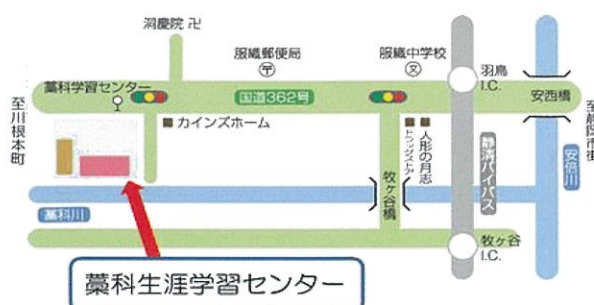 洞慶院 卍
服織郵便局
〒
服織中学校
文
羽鳥
I.C.
藁科学習センター
国道362号
安西橋
至川根本町
至静岡市街
カインズホーム
ドラッグストア
人形の月志
静清バイパス
安倍川
牧ヶ谷橋
藁科川
牧ヶ谷
I.C.
藁科生涯学習センター